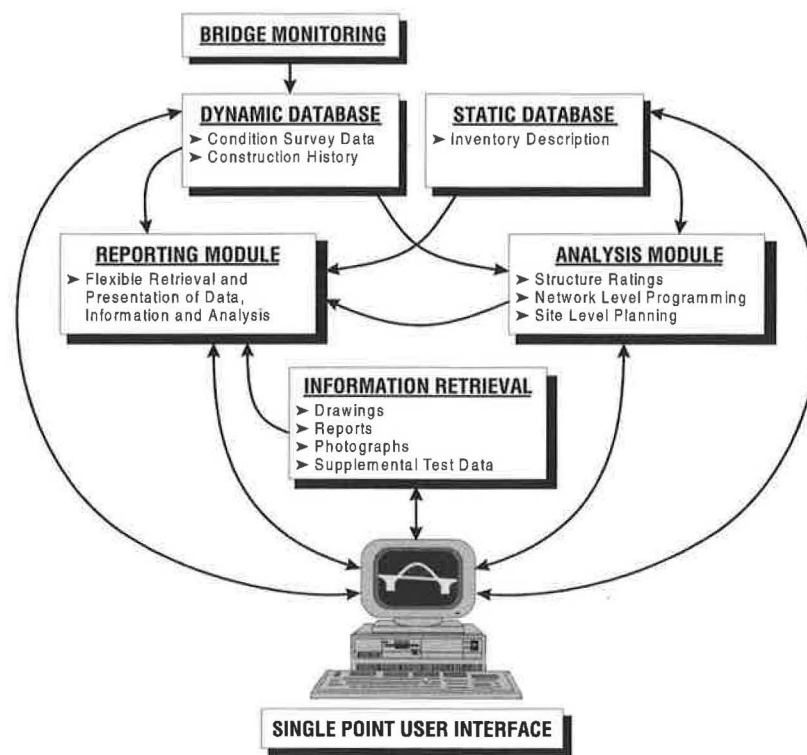 BRIDGE MONITORING
DYNAMIC DATABASE
➤ Condition Survey Data
➤ Construction History
STATIC DATABASE
➤ Inventory Description
REPORTING MODULE
➤ Flexible Retrieval and
Presentation of Data,
Information and Analysis
ANALYSIS MODULE
➤ Structure Ratings
➤ Network Level Programming
➤ Site Level Planning
INFORMATION RETRIEVAL
➤ Drawings
➤ Reports
➤ Photographs
➤ Supplemental Test Data
SINGLE POINT USER INTERFACE